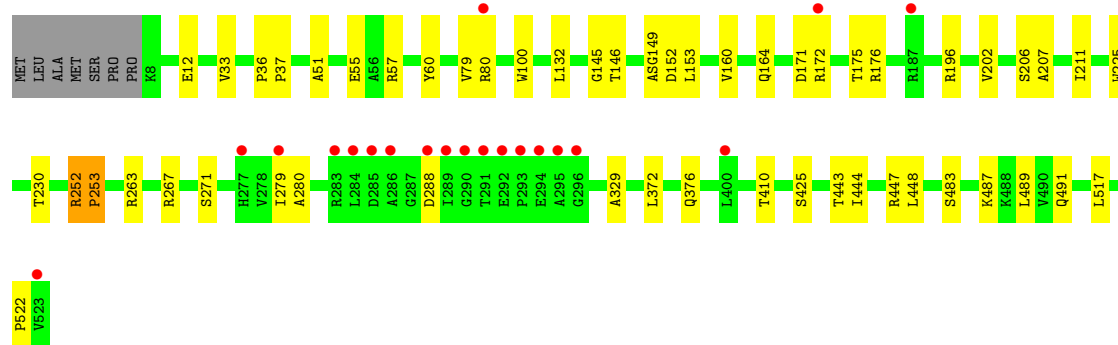 MET LEU ALA MET SER PRO PRO K8 E12 V33 P36 P37 A51 E55 A56 R57 Y60 V79 R80 W100 L132 G145 T146 ASG149 D152 L153 V160 Q164 D171 R172 T175 R176 R187 R196 V202 S206 A207 I211 W225
T230 R252 P253 R263 R267 S271 H277 V278 I279 A280 R283 L284 D285 A286 G287 D288 I289 G290 T291 E292 P293 E294 A295 G296 A329 L372 Q376 L400 T410 S425 T443 I444 R447 L448 S483 K487 K488 L489 V490 Q491 L517
P522 V523